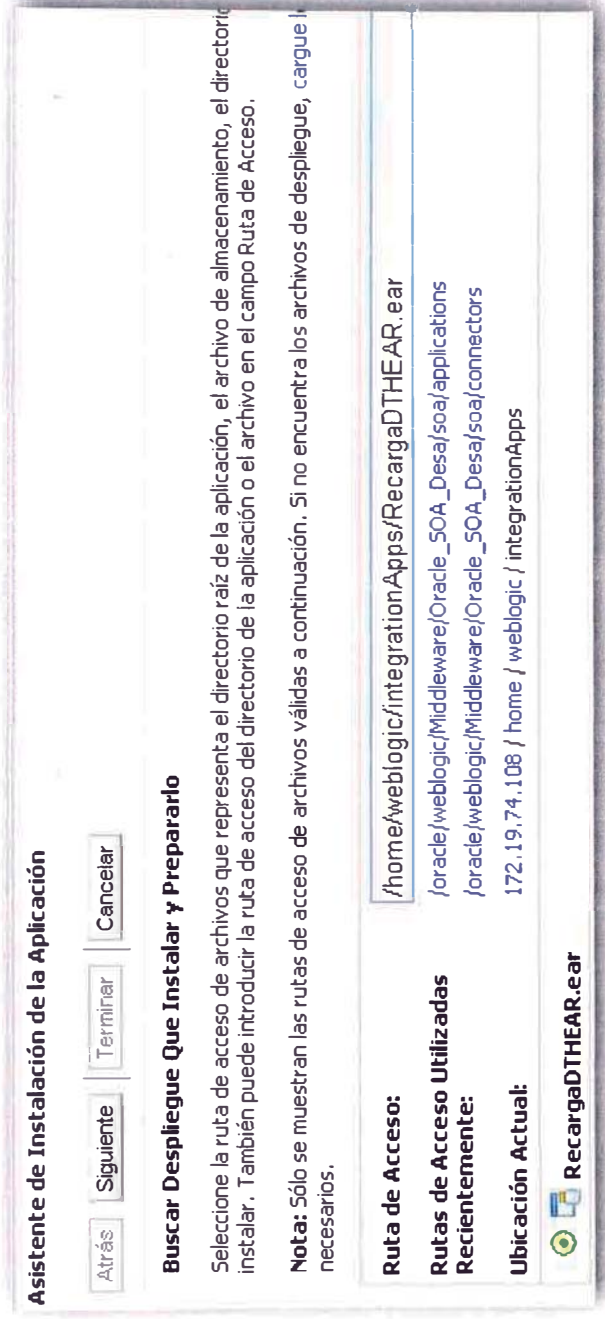 Asistente de Instalación de la Aplicación
Atrás Siguiente Terminar Cancelar
Buscar Despliegue Que Instalar y Prepararlo
Seleccione la ruta de acceso de archivos que representa el directorio raíz de la aplicación, el archivo de almacenamiento, el directorio
instalar. También puede introducir la ruta de acceso del directorio de la aplicación o el archivo en el campo Ruta de Acceso.
Nota: Sólo se muestran las rutas de acceso de archivos válidas a continuación. Si no encuentra los archivos de despliegue, cargue
necesarios.
Ruta de Acceso: /home/weblogic/integrationApps/RecargaDTHEAR.ear
Rutas de Acceso Utilizadas /oracle/weblogic/Middleware/Oracle_SOA_Desa/soa/applications
Recientemente: /oracle/weblogic/Middleware/Oracle_SOA_Desa/soa/connectors
Ubicación Actual: 172.19.74.108 / home / weblogic / integrationApps
RecargaDTHEAR.ear